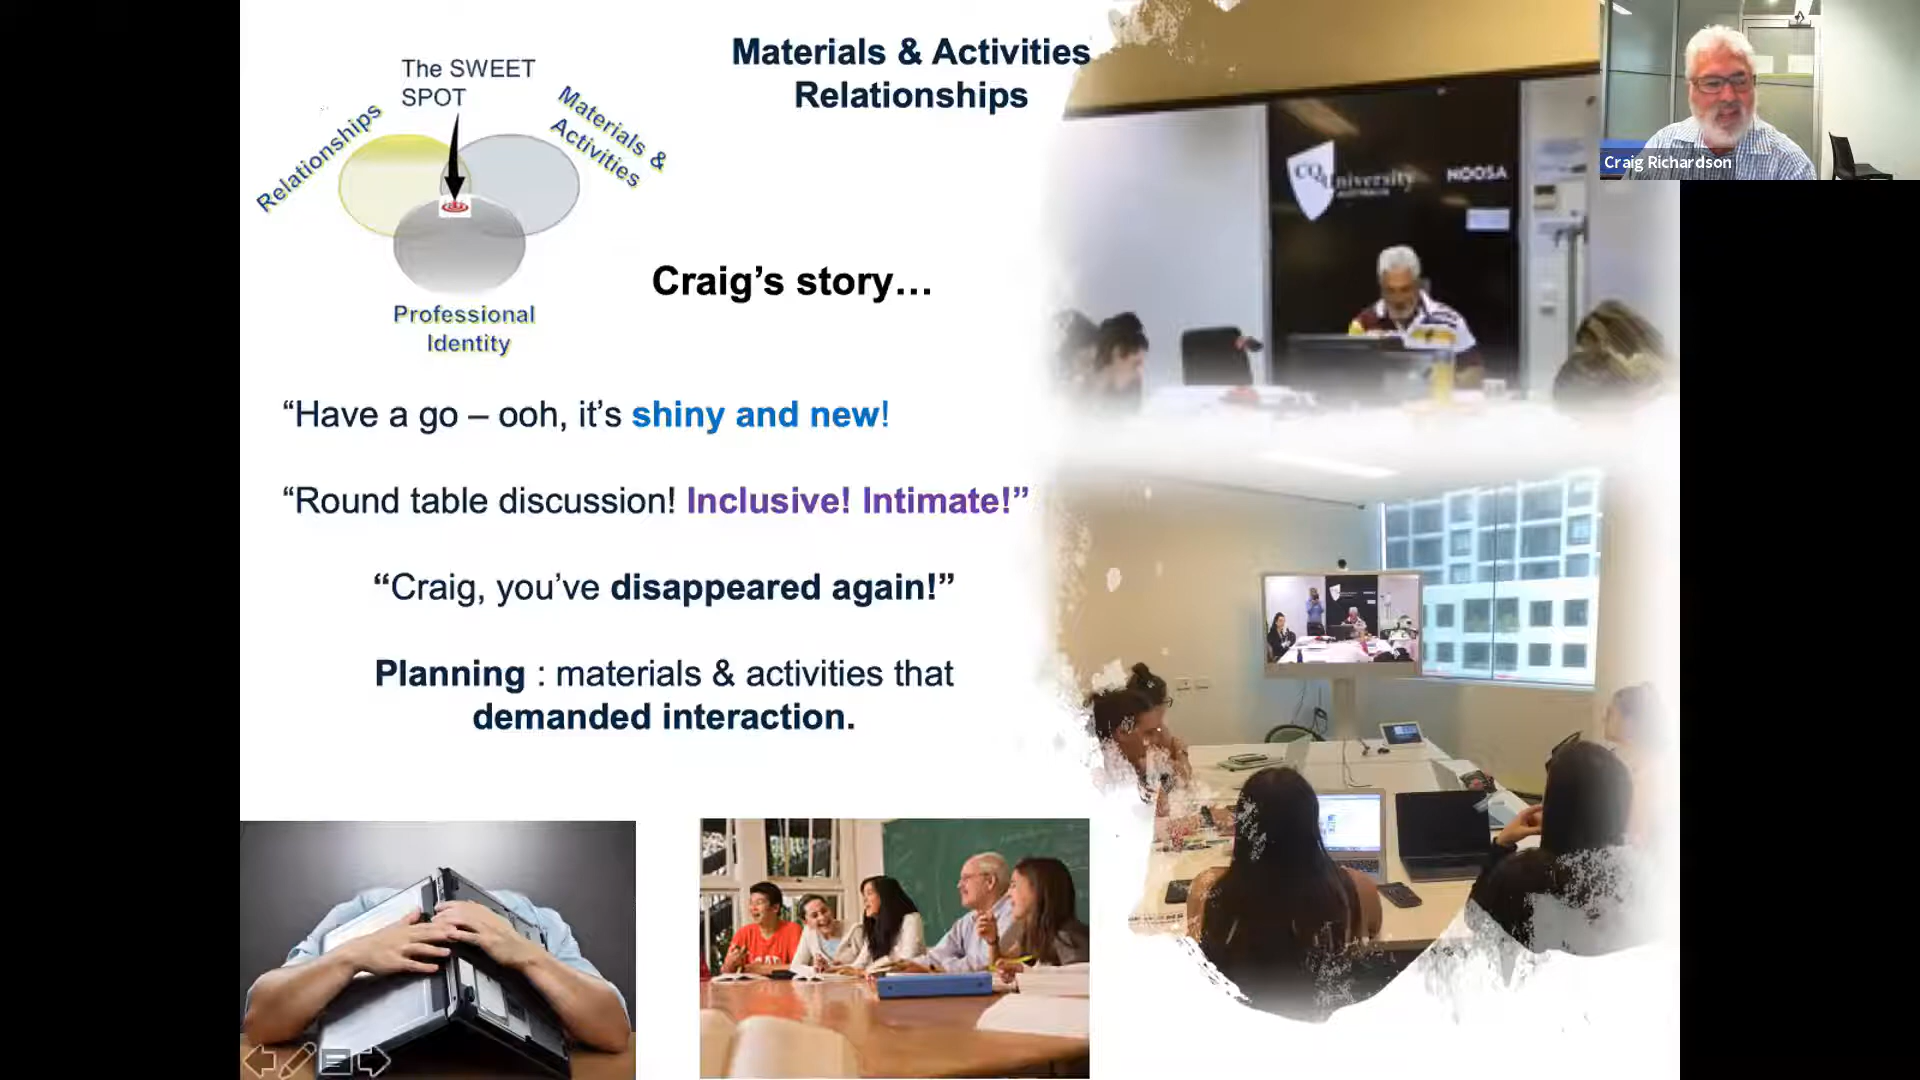 Materials & Activities
Relationships
The SWEET
SPOT
Relationships
Materials &
Activities
Professional
Identity
Craig’s story…
“Have a go – ooh, it’s shiny and new!
“Round table discussion! Inclusive! Intimate!”
“Craig, you’ve disappeared again!”
Planning : materials & activities that
demanded interaction.
CQUniversity
AUSTRALIA
NOOSA
Craig Richardson